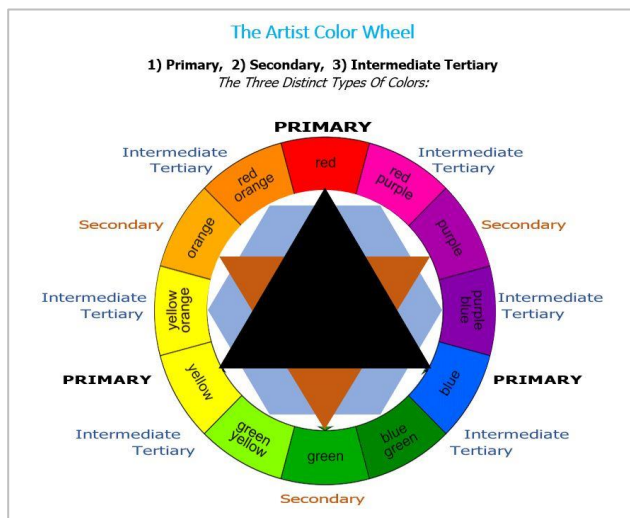 The Artist Color Wheel
1) Primary, 2) Secondary, 3) Intermediate Tertiary
The Three Distinct Types Of Colors:
PRIMARY
Intermediate
Tertiary
Intermediate
Tertiary
red
red
orange
red
purple
Secondary
orange
purple
Secondary
Intermediate
Tertiary
yellow
orange
purple
blue
Intermediate
Tertiary
PRIMARY
yellow
blue
PRIMARY
Intermediate
Tertiary
green
yellow
green
blue
green
Intermediate
Tertiary
Secondary